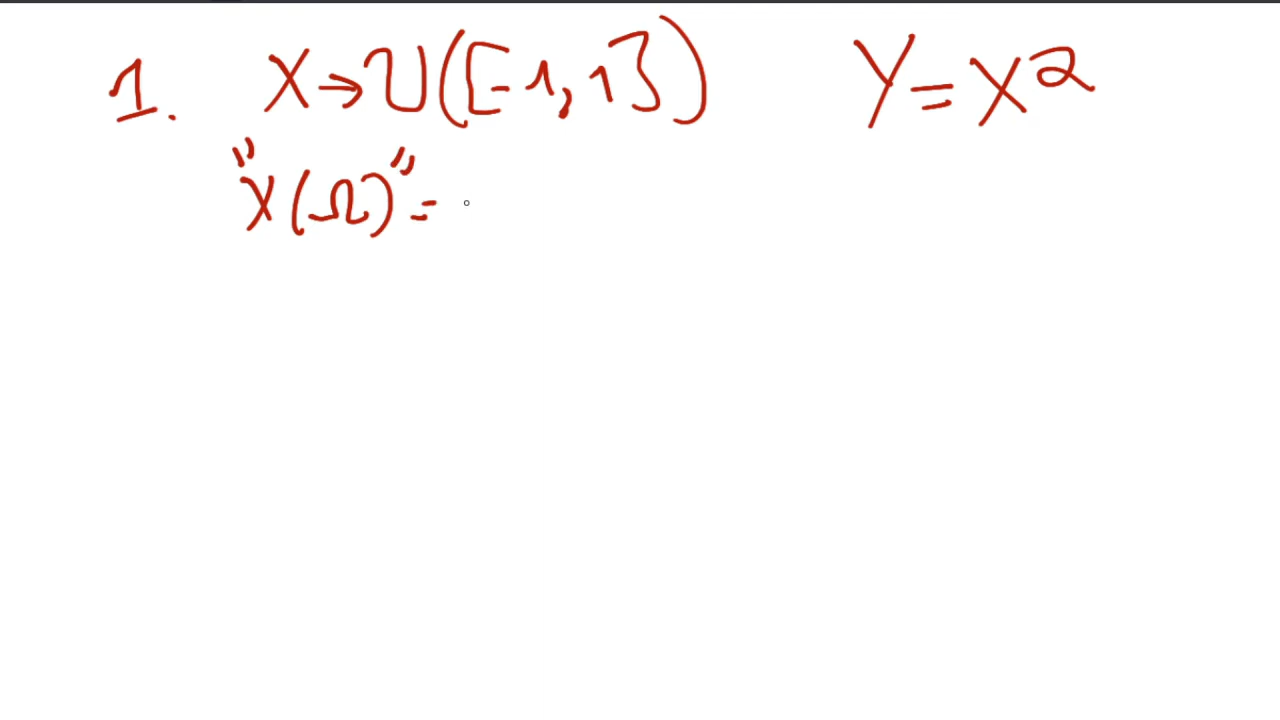 1. X → U([-1, 1]) Y = X²
"X(Ω)" =